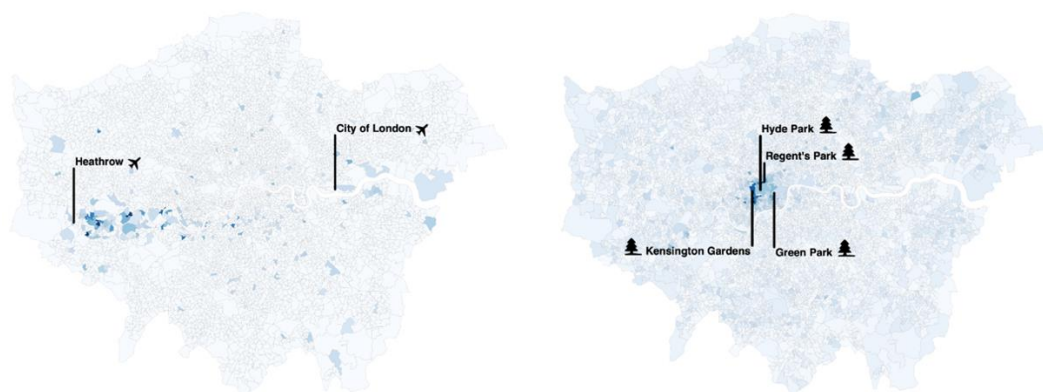 City of London
Heathrow
Hyde Park
Regent's Park
Kensington Gardens
Green Park